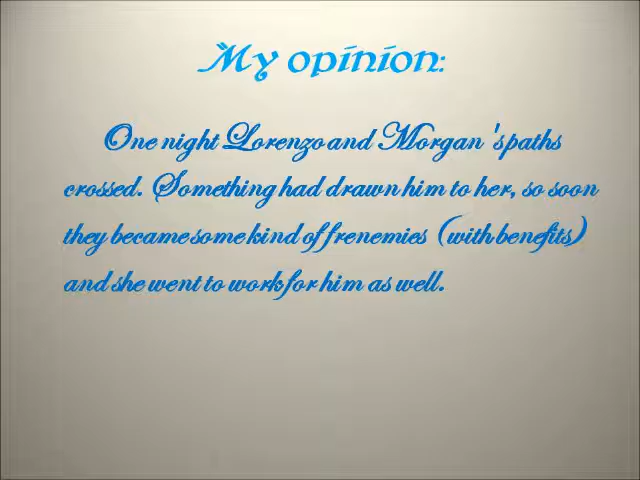 My opinion:
One night Lorenzo and Morgan 's paths
crossed. Something had drawn him to her, so soon
they became some kind of frenemies (with benefits)
and she went to work for him as well.